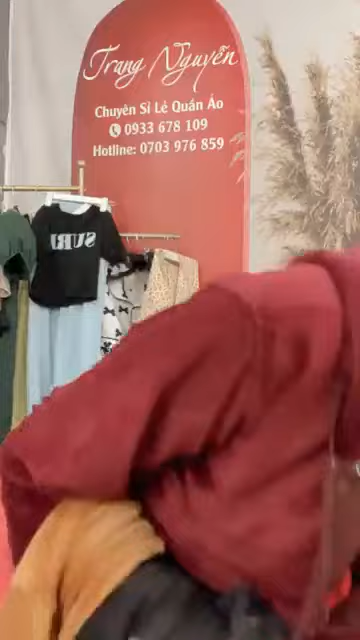 Trang Nguyễn
Chuyên Sỉ Lẻ Quần Áo
0933 678 109
Hotline: 0703 976 859